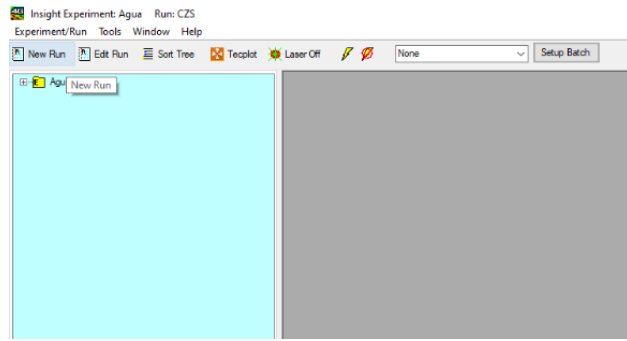 4G Insight Experiment: Agua Run: CZS
Experiment/Run Tools Window Help
New Run Edit Run Sort Tree Tecplot Laser Off None Setup Batch
Agu New Run